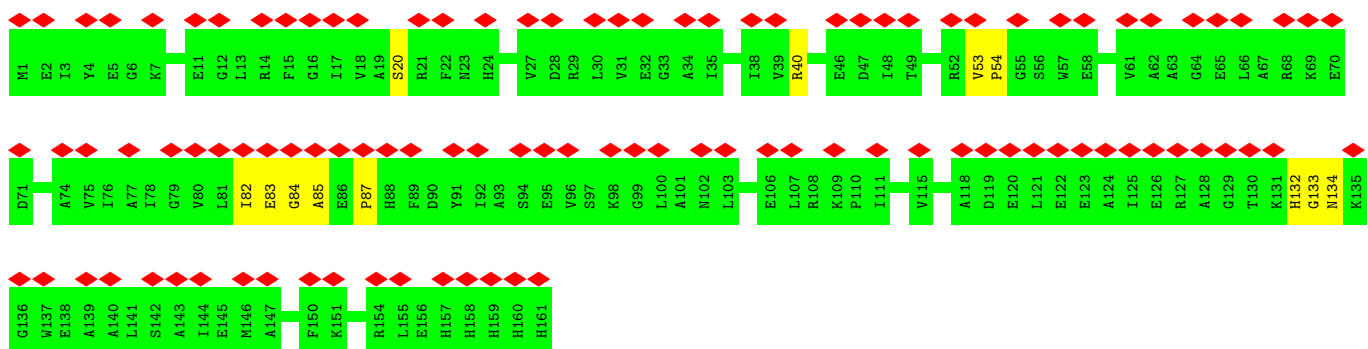 M1 E2 I3 Y4 E5 G6 K7 E11 G12 L13 R14 F15 G16 I17 V18 A19 S20 R21 F22 N23 H24 V27 D28 R29 L30 V31 E32 G33 A34 I35 I38 V39 R40 E46 D47 I48 T49 R52 V53 P54 G55 S56 W57 E58 V61 A62 A63 G64 E65 L66 A67 R68 K69 E70
D71 A74 V75 I76 A77 I78 G79 V80 L81 I82 E83 G84 A85 E86 P87 H88 F89 D90 Y91 I92 A93 S94 E95 V96 S97 K98 G99 L100 A101 N102 L103 E106 L107 R108 K109 P110 I111 V115 A118 D119 E120 L121 E122 E123 A124 I125 E126 R127 A128 G129 T130 K131 H132 G133 N134 K135
G136 W137 E138 A139 A140 L141 S142 A143 I144 E145 M146 A147 F150 K151 R154 L155 E156 H157 H158 H159 H160 H161